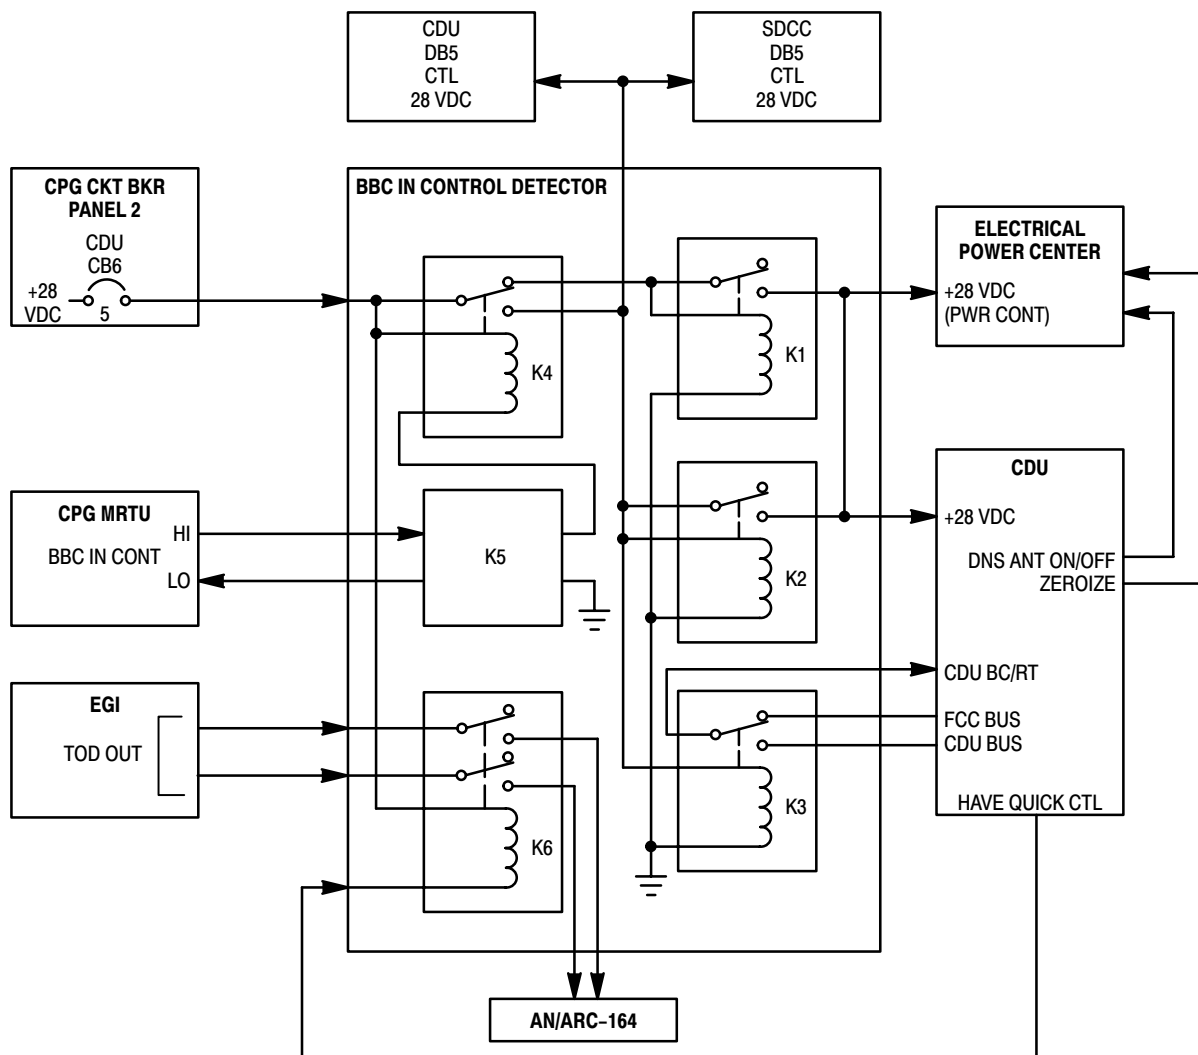 CDU
DB5
CTL
28 VDC
SDCC
DB5
CTL
28 VDC
CPG CKT BKR
PANEL 2
CDU
CB6
+28
VDC
5
BBC IN CONTROL DETECTOR
K4
K1
ELECTRICAL
POWER CENTER
+28 VDC
(PWR CONT)
CPG MRTU
HI
BBC IN CONT
LO
K5
K2
CDU
+28 VDC
DNS ANT ON/OFF
ZEROIZE
CDU BC/RT
FCC BUS
CDU BUS
HAVE QUICK CTL
EGI
TOD OUT
K6
K3
AN/ARC–164